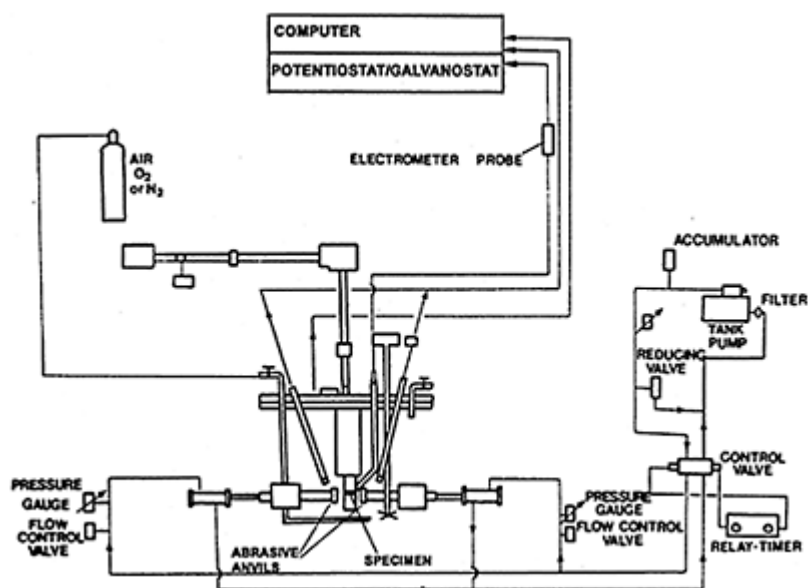 COMPUTER
POTENTIOSTAT/GALVANOSTAT
ELECTROMETER PROBE
AIR
O2
or N2
ACCUMULATOR
FILTER
TANK
PUMP
REDUCING
VALVE
CONTROL
VALVE
PRESSURE
GAUGE
FLOW
CONTROL
VALVE
ABRASIVE
ANVILS
SPECIMEN
PRESSURE
GAUGE
FLOW CONTROL
VALVE
RELAY-TIMER